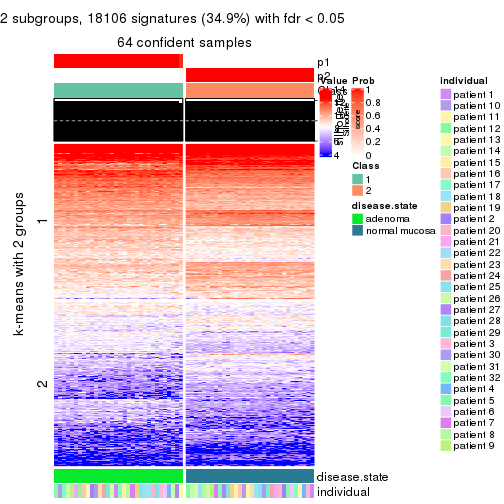 2 subgroups, 18106 signatures (34.9%) with fdr < 0.05
64 confident samples
p1
p2
Class
k-means with 2 groups
1
2
disease.state
individual
Value
4
Prob
1
0.8
0.6
0.4
0.2
0
Class
1
2
disease.state
adenoma
normal mucosa
individual
patient 1
patient 10
patient 11
patient 12
patient 13
patient 14
patient 15
patient 16
patient 17
patient 18
patient 19
patient 2
patient 20
patient 21
patient 22
patient 23
patient 24
patient 25
patient 26
patient 27
patient 28
patient 29
patient 3
patient 30
patient 31
patient 32
patient 4
patient 5
patient 6
patient 7
patient 8
patient 9